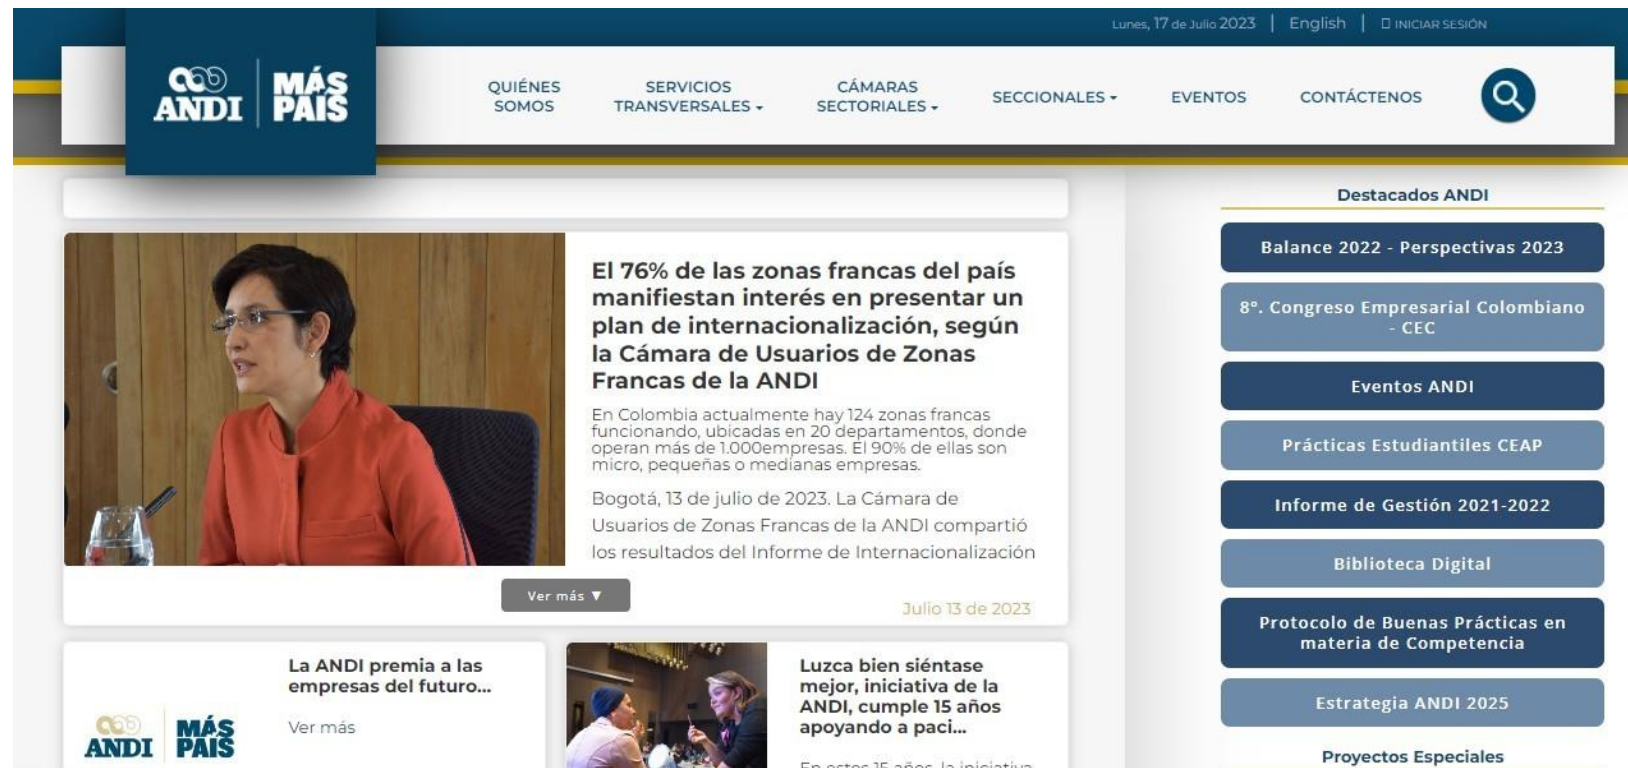 Lunes, 17 de Julio 2023 | English | INICIAR SESIÓN
ANDI
MÁS
PAÍS
QUIÉNES
SOMOS
SERVICIOS
TRANSVERSALES
CÁMARAS
SECTORIALES
SECCIONALES
EVENTOS
CONTÁCTENOS
El 76% de las zonas francas del país
manifiestan interés en presentar un
plan de internacionalización, según
la Cámara de Usuarios de Zonas
Francas de la ANDI
En Colombia actualmente hay 124 zonas francas
funcionando, ubicadas en 20 departamentos, donde
operan más de 1.000empresas. El 90% de ellas son
micro, pequeñas o medianas empresas.
Bogotá, 13 de julio de 2023. La Cámara de
Usuarios de Zonas Francas de la ANDI compartió
los resultados del Informe de Internacionalización
Ver más ▼
Julio 13 de 2023
ANDI
MÁS
PAÍS
La ANDI premia a las
empresas del futuro...
Ver más
Luzca bien siéntase
mejor, iniciativa de la
ANDI, cumple 15 años
apoyando a paci...
En estos 15 años, la iniciativa
Destacados ANDI
Balance 2022 - Perspectivas 2023
8°. Congreso Empresarial Colombiano
- CEC
Eventos ANDI
Prácticas Estudiantiles CEAP
Informe de Gestión 2021-2022
Biblioteca Digital
Protocolo de Buenas Prácticas en
materia de Competencia
Estrategia ANDI 2025
Proyectos Especiales